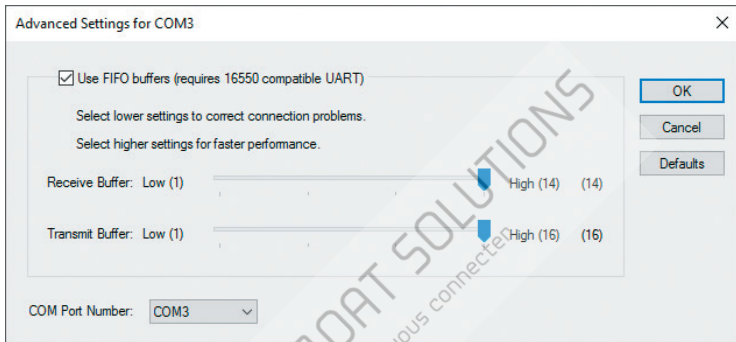 Advanced Settings for COM3
Use FIFO buffers (requires 16550 compatible UART)
OK
Select lower settings to correct connection problems.
Cancel
Select higher settings for faster performance.
Defaults
Receive Buffer: Low (1) High (14) (14)
Transmit Buffer: Low (1) High (16) (16)
COM Port Number: COM3
SOLUTIONS
connected